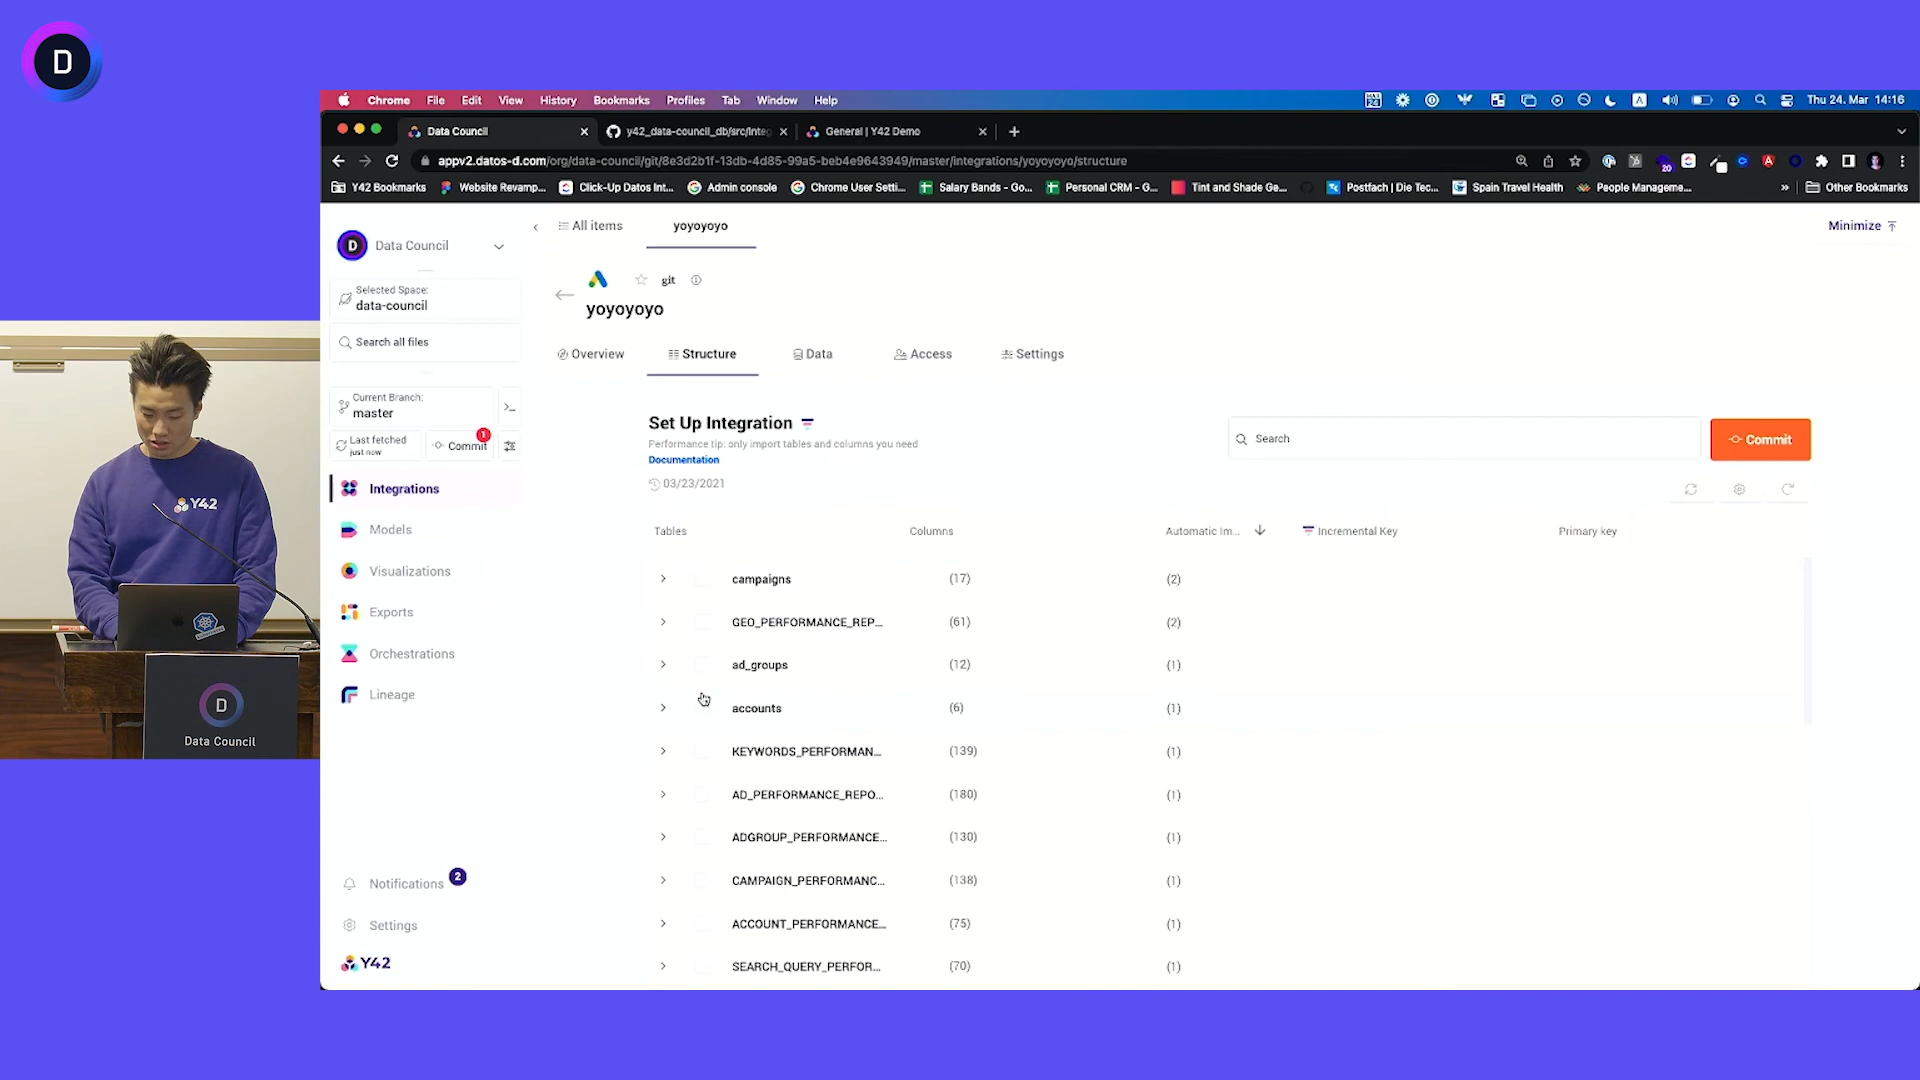 D
Chrome File Edit View History Bookmarks Profiles Tab Window Help
Thu 24. Mar 14:16
Data Council
y42_data-council_db/src/integ
General | Y42 Demo
appv2.datos-d.com/org/data-council/git/8e3d2b1f-13db-4d85-99a5-beb4e9643949/master/integrations/yoyoyoyo/structure
20
Y42 Bookmarks Website Revamp... Click-Up Datos Int... Admin console Chrome User Setti... Salary Bands - Go... Personal CRM - G... Tint and Shade Ge... Postfach | Die Tec... Spain Travel Health People Manageme... » Other Bookmarks
D Data Council
Selected Space:
data-council
Search all files
Current Branch:
master
Last fetched
just now
Commit
1
Integrations
Models
Visualizations
Exports
Orchestrations
Lineage
Notifications 2
Settings
Y42
All items
yoyoyoyo
Minimize
git
yoyoyoyo
Overview Structure Data Access Settings
Set Up Integration
Performance tip: only import tables and columns you need
Documentation
03/23/2021
Search
Commit
Tables Columns Automatic Im... Incremental Key Primary key
campaigns (17) (2)
GEO_PERFORMANCE_REP... (61) (2)
ad_groups (12) (1)
accounts (6) (1)
KEYWORDS_PERFORMAN... (139) (1)
AD_PERFORMANCE_REPO... (180) (1)
ADGROUP_PERFORMANCE... (130) (1)
CAMPAIGN_PERFORMANC... (138) (1)
ACCOUNT_PERFORMANCE... (75) (1)
SEARCH_QUERY_PERFOR... (70) (1)
Y42
D
Data Council